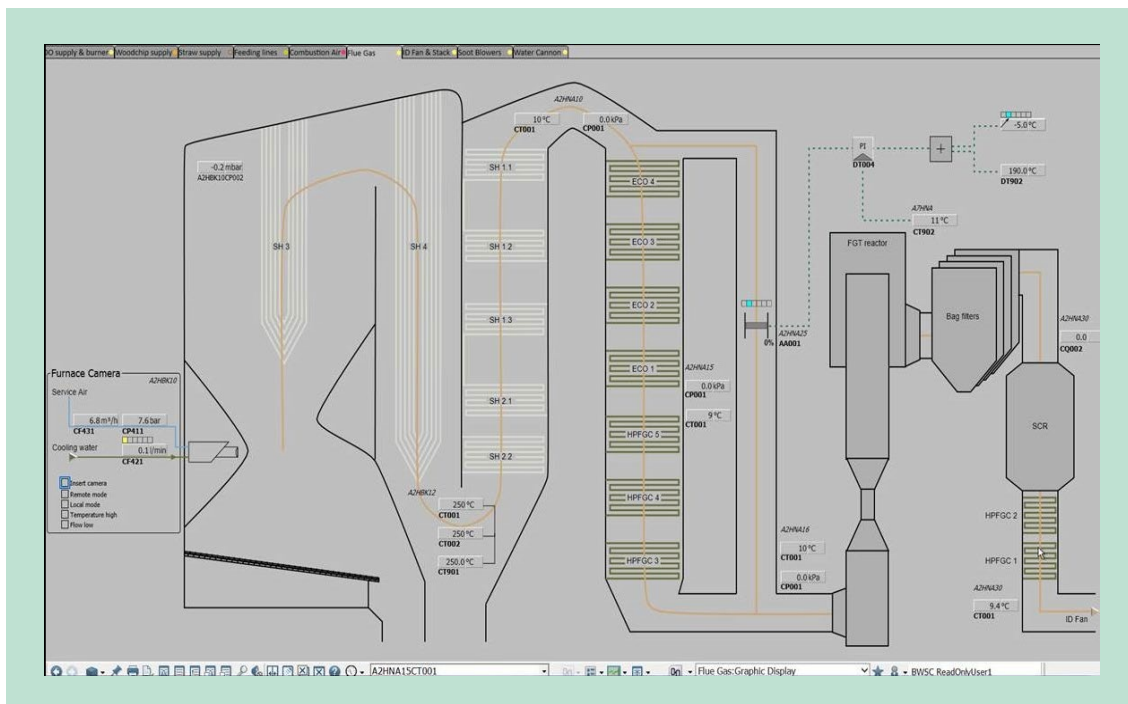 DO supply & burner Woodchip supply Straw supply Feeding lines Combustion Air Flue Gas ID Fan & Stack Soot Blowers Water Cannon
A2HNA10
10 °C
CT001
0.0 kPa
CP001
-0.2 mbar
A2HBK10CP002
SH 3
SH 4
SH 1.1
SH 1.2
SH 1.3
SH 2.1
SH 2.2
ECO 4
ECO 3
ECO 2
ECO 1
HPFGC 5
HPFGC 4
HPFGC 3
A2HNA15
0.0 kPa
CP001
9 °C
CT001
PI
DT004
+
-5.0 °C
190.0 °C
DT902
A7HNA
11 °C
CT902
0%
A2HNA25
AA001
FGT reactor
Bag filters
A2HNA30
0.0
CQ002
SCR
HPFGC 2
HPFGC 1
A2HNA30
9.4 °C
CT001
ID Fan
A2HNA16
10 °C
CT001
0.0 kPa
CP001
Furnace Camera
A2HBK10
Service Air
6.8 m³/h
CF431
7.6 bar
CP411
Cooling water
0.1 l/min
CF421
Insert camera
Remote mode
Local mode
Temperature high
Flow low
A2HBK12
250 °C
CT001
250 °C
CT002
250.0 °C
CT901
A2HNA15CT001
Flue Gas:Graphic Display
BWSC ReadOnlyUser1